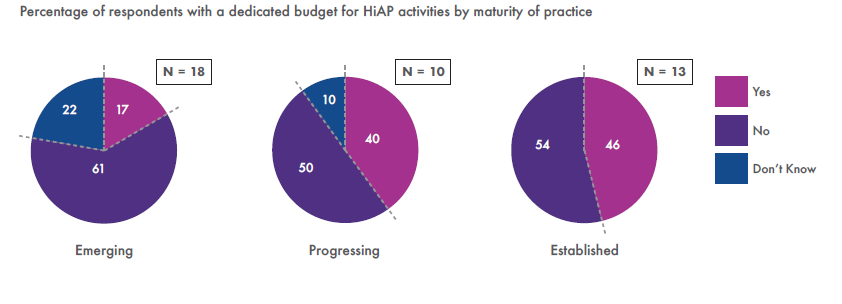 Percentage of respondents with a dedicated budget for HiAP activities by maturity of practice
N = 18
N = 10
N = 13
22
17
61
10
40
50
54
46
Yes
No
Don't Know
Emerging
Progressing
Established